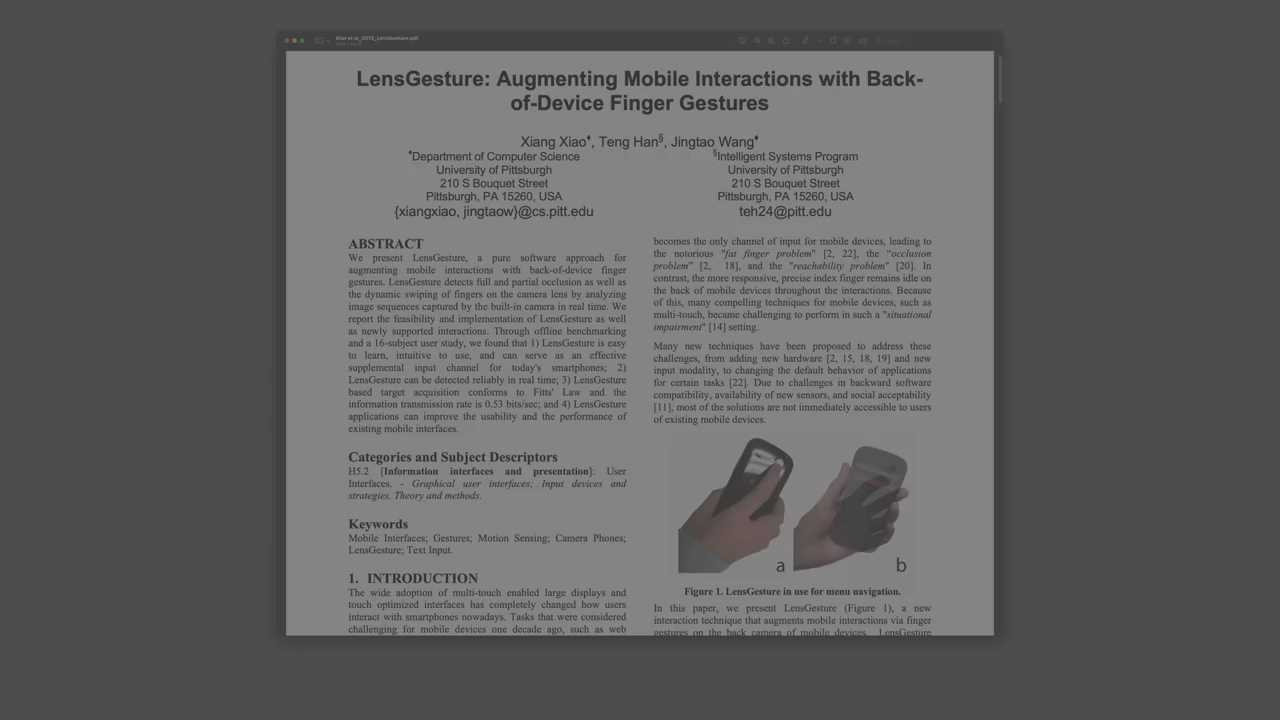 Xiao et al_2013_LensGesture.pdf
LensGesture: Augmenting Mobile Interactions with Back-
of-Device Finger Gestures
Xiang Xiao♦, Teng Han§, Jingtao Wang♦
♦Department of Computer Science
University of Pittsburgh
210 S Bouquet Street
Pittsburgh, PA 15260, USA
{xiangxiao, jingtaow}@cs.pitt.edu
§Intelligent Systems Program
University of Pittsburgh
210 S Bouquet Street
Pittsburgh, PA 15260, USA
teh24@pitt.edu
ABSTRACT
We present LensGesture, a pure software approach for
augmenting mobile interactions with back-of-device finger
gestures. LensGesture detects full and partial occlusion as well as
the dynamic swiping of fingers on the camera lens by analyzing
image sequences captured by the built-in camera in real time. We
report the feasibility and implementation of LensGesture as well
as newly supported interactions. Through offline benchmarking
and a 16-subject user study, we found that 1) LensGesture is easy
to learn, intuitive to use, and can serve as an effective
supplemental input channel for today's smartphones; 2)
LensGesture can be detected reliably in real time; 3) LensGesture
based target acquisition conforms to Fitts' Law and the
information transmission rate is 0.53 bits/sec; and 4) LensGesture
applications can improve the usability and the performance of
existing mobile interfaces.
Categories and Subject Descriptors
H5.2 [Information interfaces and presentation]: User
Interfaces. - Graphical user interfaces; Input devices and
strategies, Theory and methods.
Keywords
Mobile Interfaces; Gestures; Motion Sensing; Camera Phones;
LensGesture; Text Input.
1. INTRODUCTION
The wide adoption of multi-touch enabled large displays and
touch optimized interfaces has completely changed how users
interact with smartphones nowadays. Tasks that were considered
challenging for mobile devices one decade ago, such as web
becomes the only channel of input for mobile devices, leading to
the notorious "fat finger problem" [2, 22], the “occlusion
problem” [2, 18], and the "reachability problem" [20]. In
contrast, the more responsive, precise index finger remains idle on
the back of mobile devices throughout the interactions. Because
of this, many compelling techniques for mobile devices, such as
multi-touch, became challenging to perform in such a "situational
impairment" [14] setting.
Many new techniques have been proposed to address these
challenges, from adding new hardware [2, 15, 18, 19] and new
input modality, to changing the default behavior of applications
for certain tasks [22]. Due to challenges in backward software
compatibility, availability of new sensors, and social acceptability
[11], most of the solutions are not immediately accessible to users
of existing mobile devices.
a
b
Figure 1. LensGesture in use for menu navigation.
In this paper, we present LensGesture (Figure 1), a new
interaction technique that augments mobile interactions via finger
gestures on the back camera of mobile devices. LensGesture